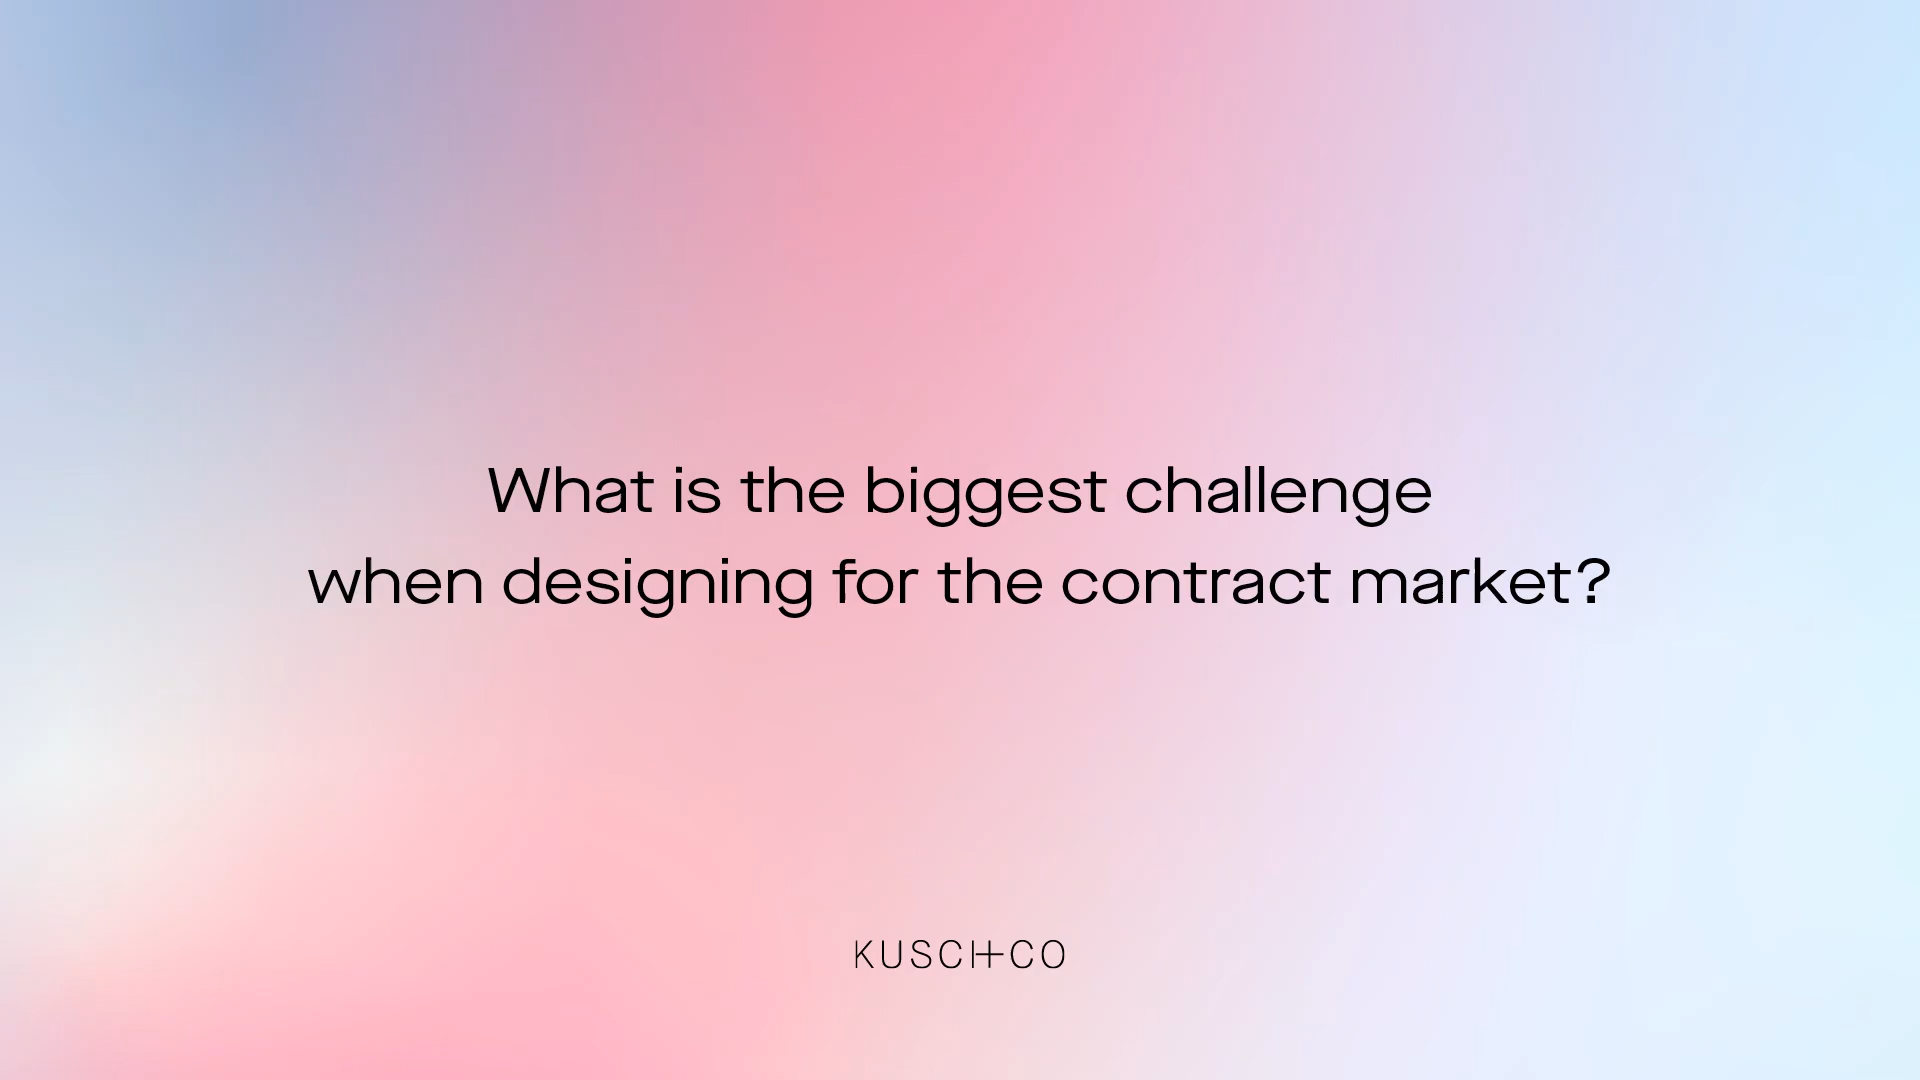 What is the biggest challenge
when designing for the contract market?
KUSCH+CO